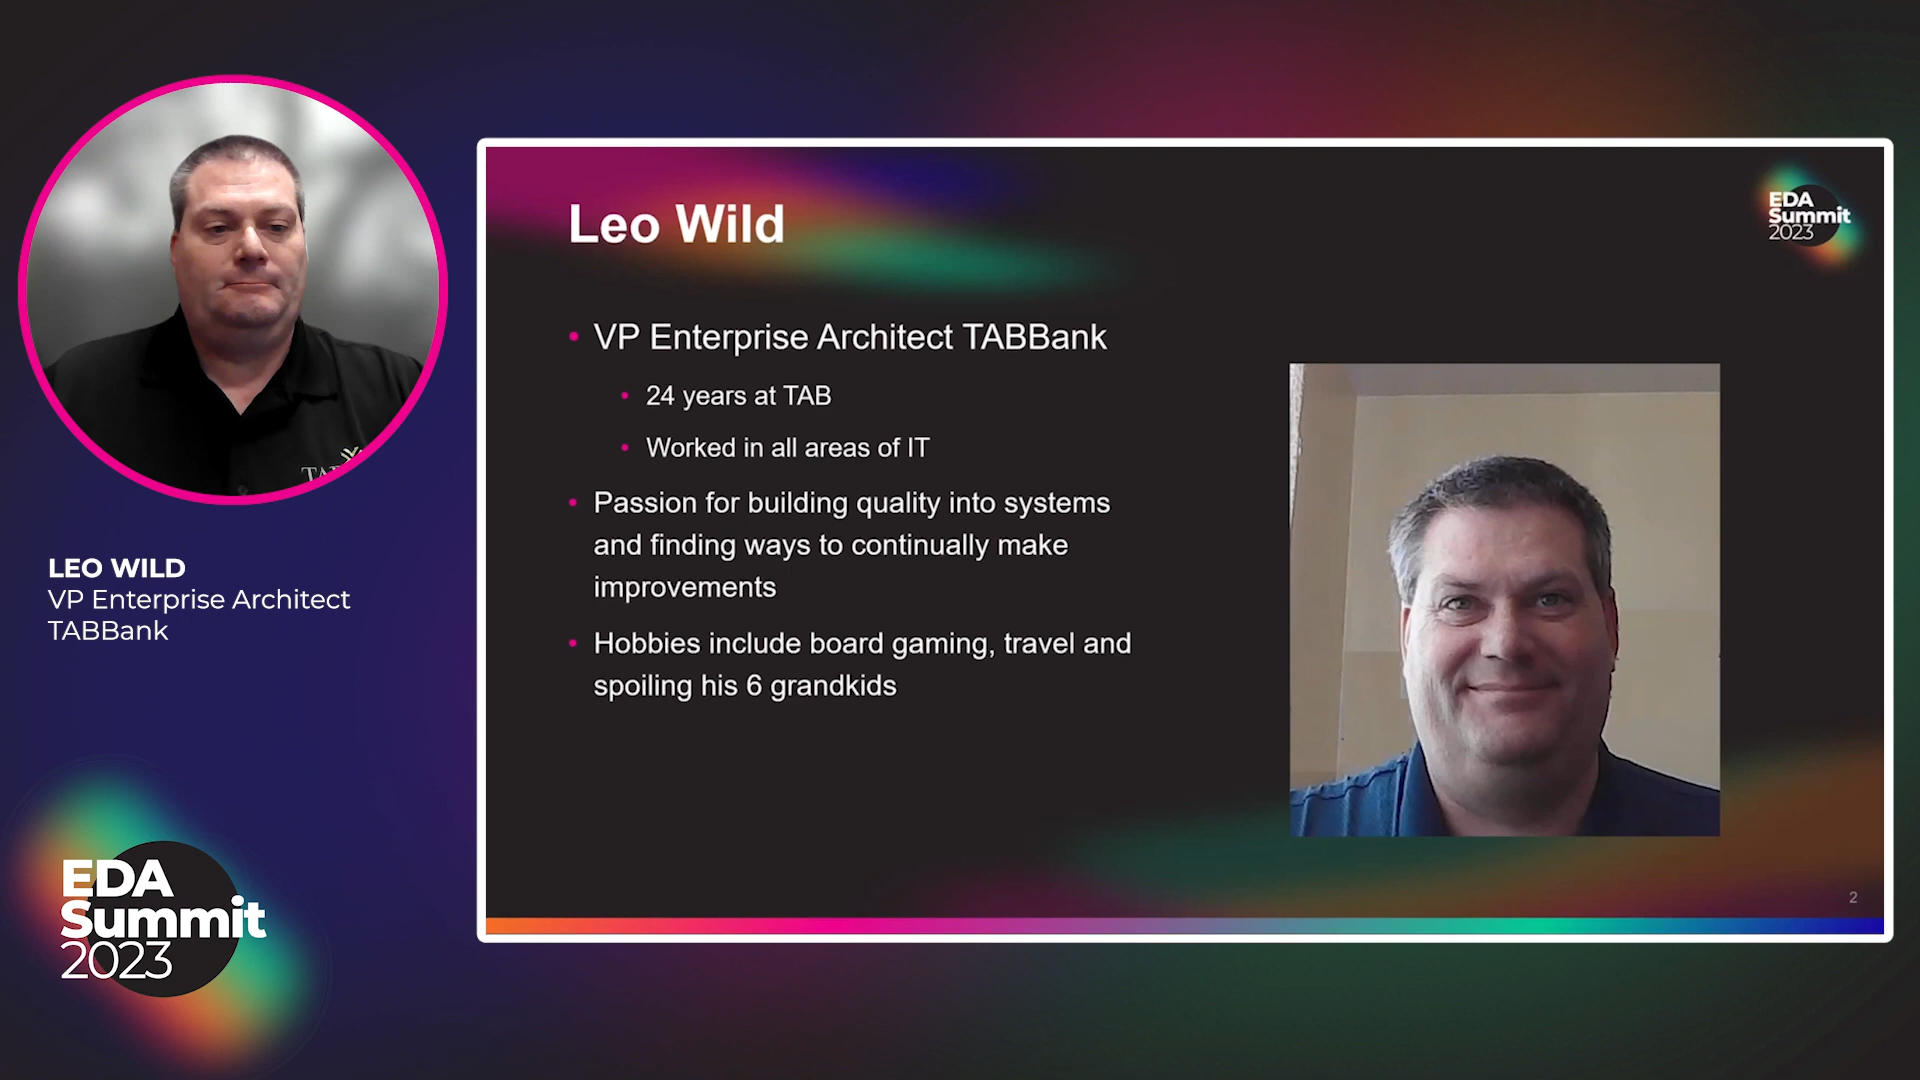 LEO WILD
VP Enterprise Architect
TABBank
EDA
Summit
2023
Leo Wild
EDA
Summit
2023
• VP Enterprise Architect TABBank
• 24 years at TAB
• Worked in all areas of IT
• Passion for building quality into systems
and finding ways to continually make
improvements
• Hobbies include board gaming, travel and
spoiling his 6 grandkids
2